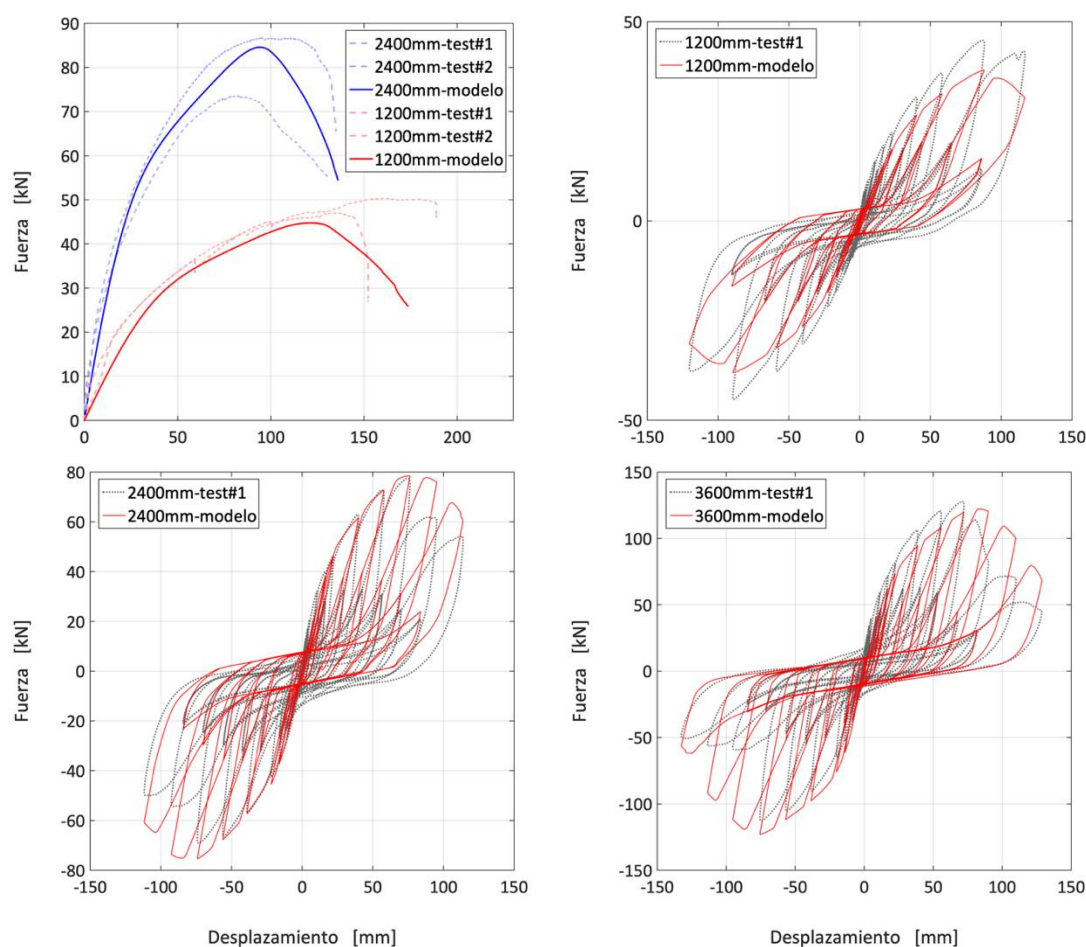 90
80
70
60
50
40
30
20
10
0
Fuerza [kN]
0 50 100 150 200
2400mm-test#1
2400mm-test#2
2400mm-modelo
1200mm-test#1
1200mm-test#2
1200mm-modelo
50
0
-50
Fuerza [kN]
-150 -100 -50 0 50 100 150
1200mm-test#1
1200mm-modelo
80
60
40
20
0
-20
-40
-60
-80
Fuerza [kN]
-150 -100 -50 0 50 100 150
2400mm-test#1
2400mm-modelo
Desplazamiento [mm]
150
100
50
0
-50
-100
-150
Fuerza [kN]
-150 -100 -50 0 50 100 150
3600mm-test#1
3600mm-modelo
Desplazamiento [mm]